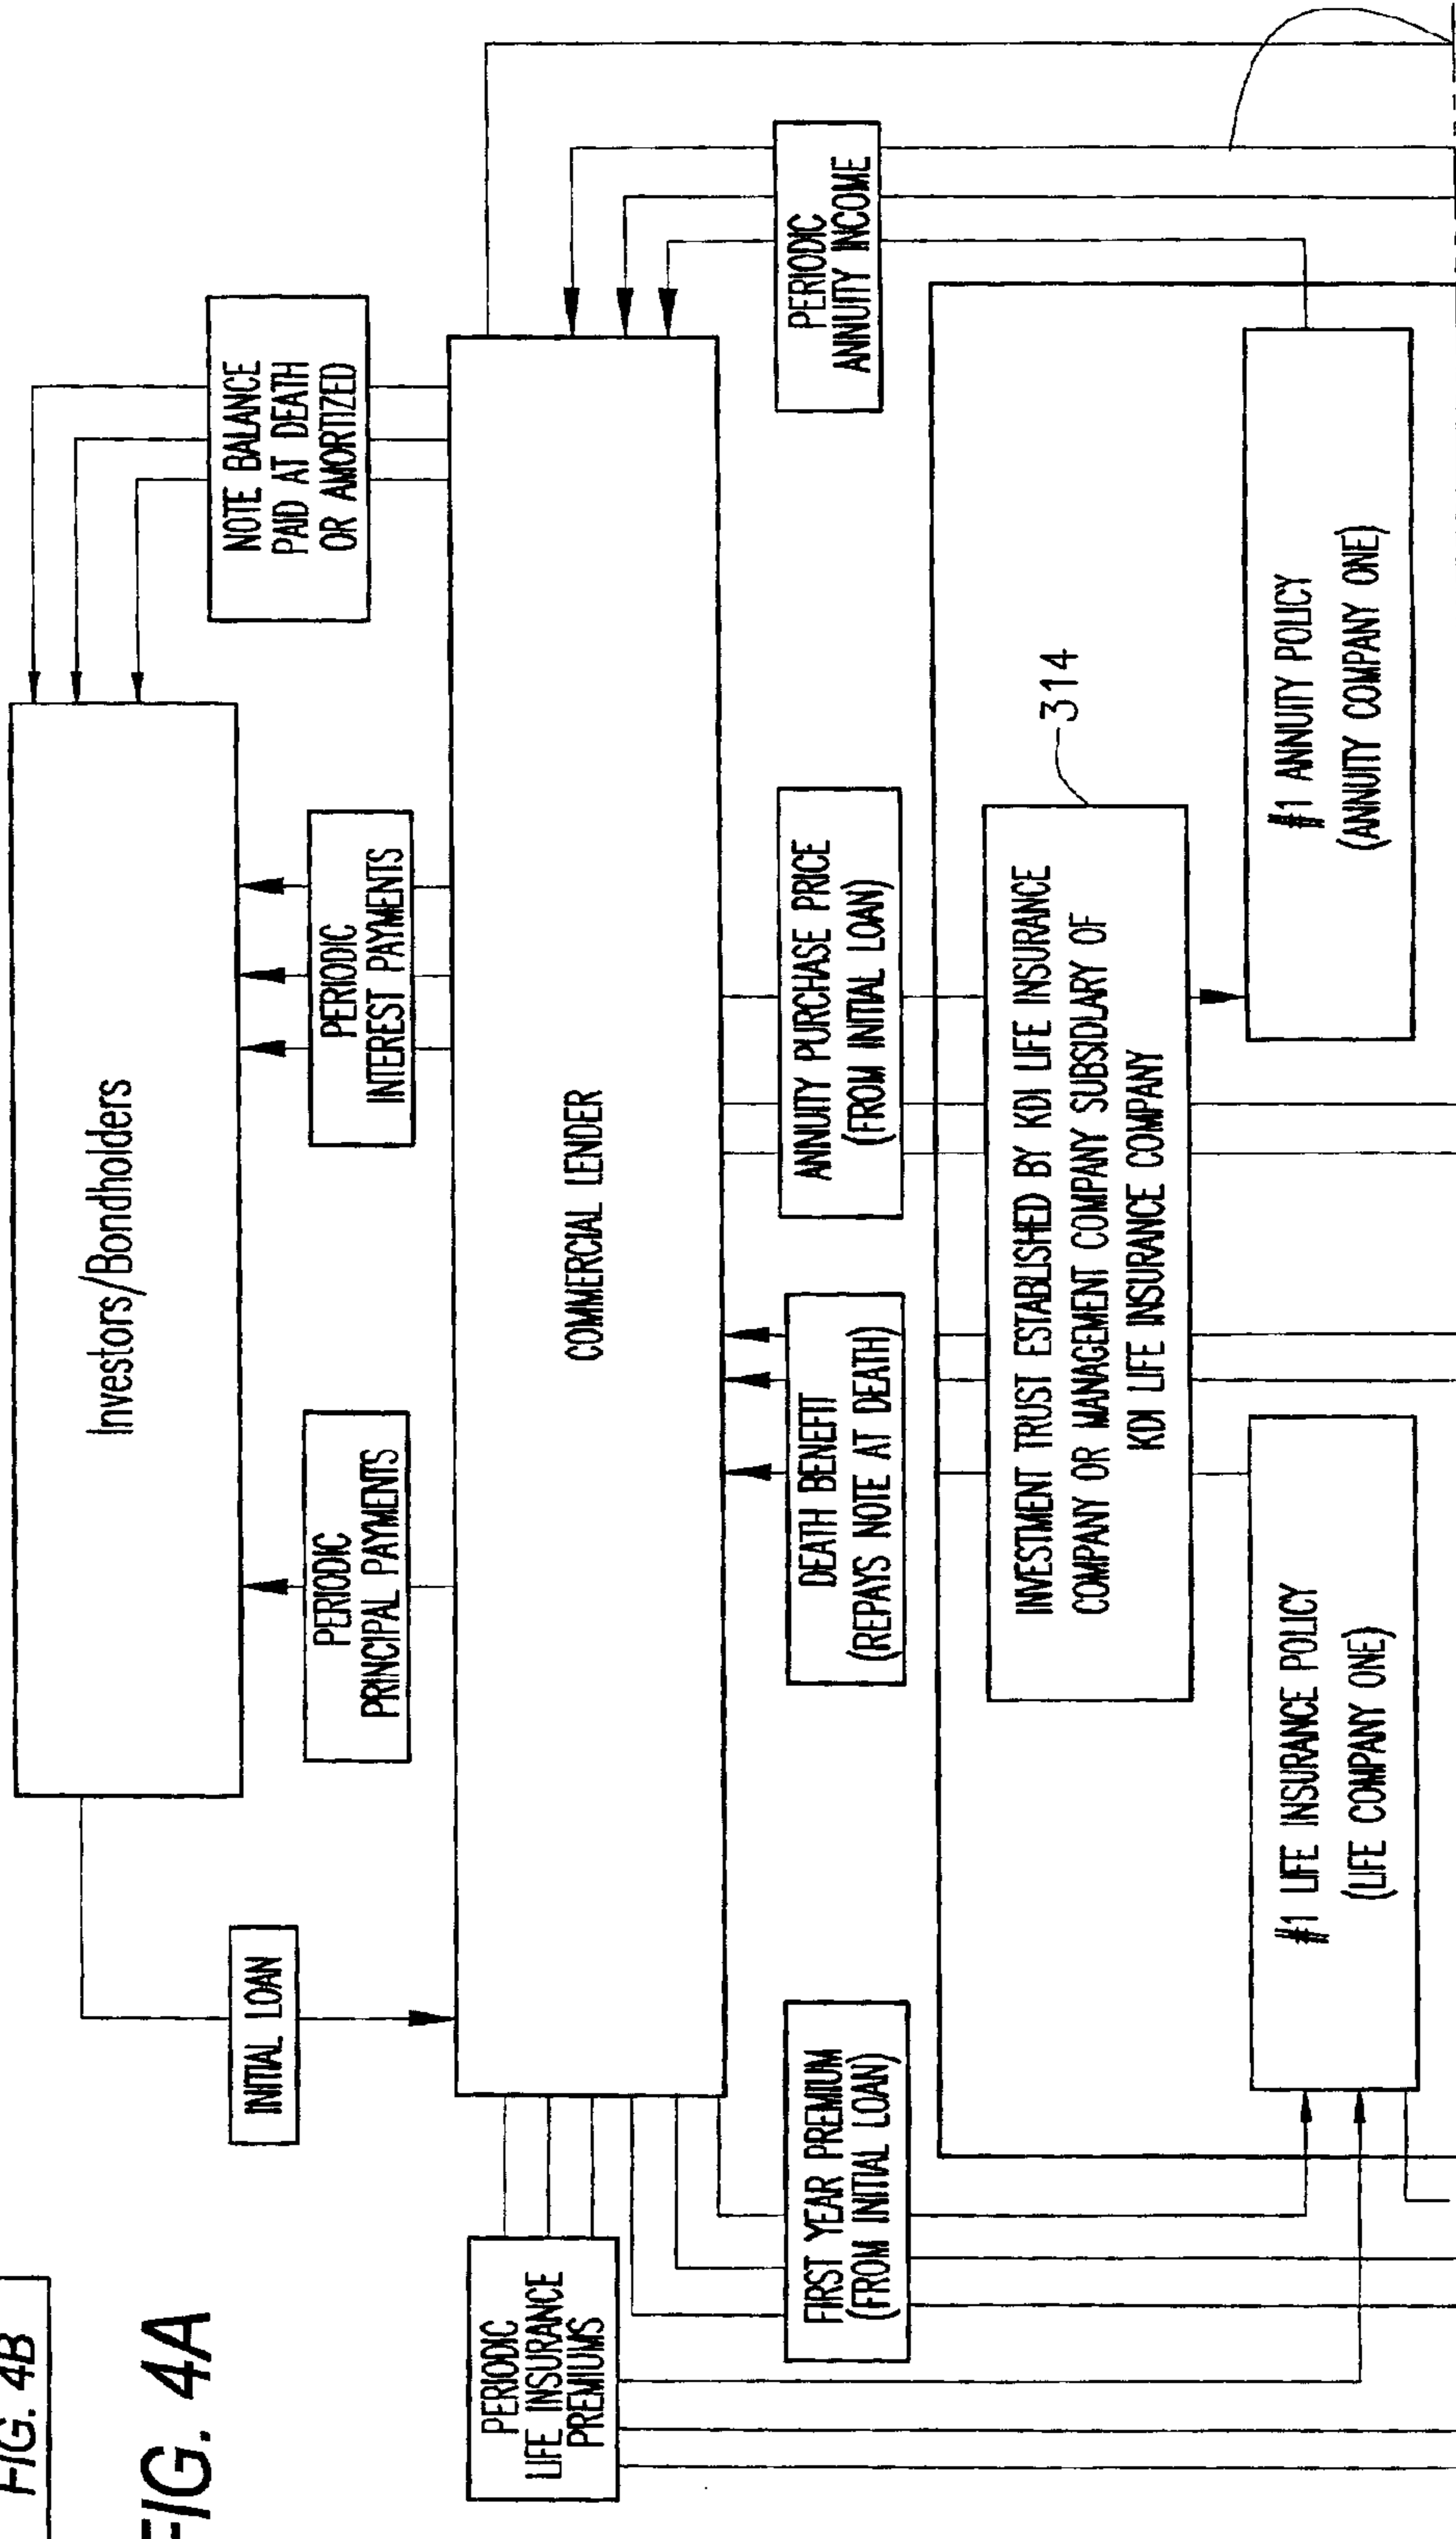 FIG. 4B
FIG. 4A
Investors/Bondholders
INITIAL LOAN
PERIODIC
PRINCIPAL PAYMENTS
PERIODIC
INTEREST PAYMENTS
NOTE BALANCE
PAID AT DEATH
OR AMORTIZED
PERIODIC
LIFE INSURANCE
PREMIUMS
COMMERCIAL LENDER
FIRST YEAR PREMIUM
(FROM INITIAL LOAN)
DEATH BENEFIT
(REPAYS NOTE AT DEATH)
ANNUITY PURCHASE PRICE
(FROM INITIAL LOAN)
PERIODIC
ANNUITY INCOME
INVESTMENT TRUST ESTABLISHED BY KDI LIFE INSURANCE
COMPANY OR MANAGEMENT COMPANY SUBSIDLARY OF
KDI LIFE INSURANCE COMPANY
314
#1 LIFE INSURANCE POLICY
(LIFE COMPANY ONE)
#1 ANNUITY POLICY
(ANNUITY COMPANY ONE)